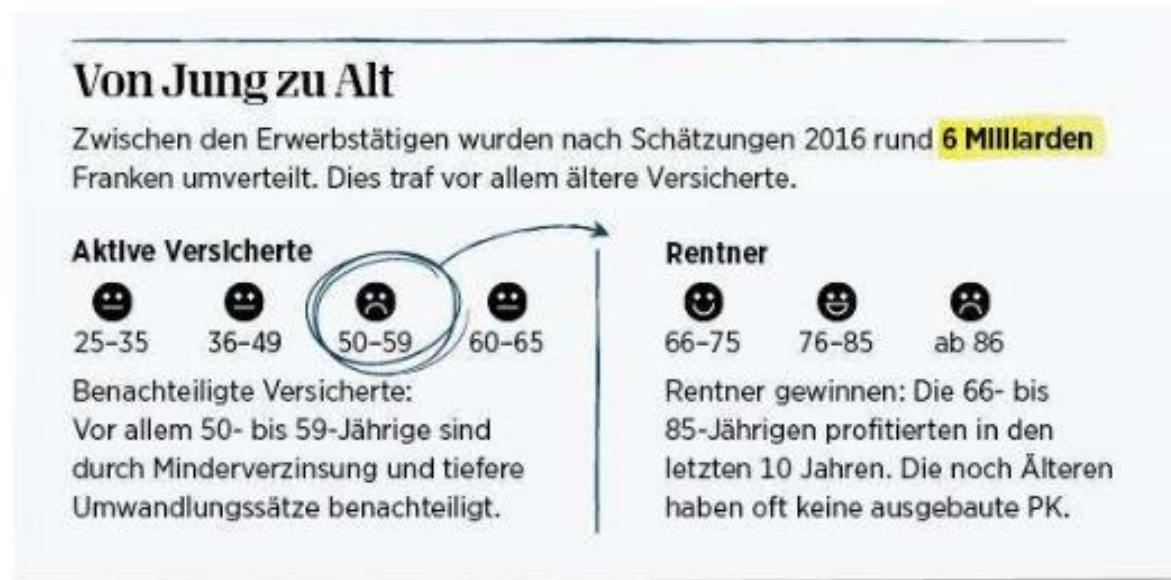 Von Jung zu Alt
Zwischen den Erwerbstätigen wurden nach Schätzungen 2016 rund 6 Milliarden
Franken umverteilt. Dies traf vor allem ältere Versicherte.
Aktive Versicherte
25–35 36–49 50–59 60–65
Benachteiligte Versicherte:
Vor allem 50- bis 59-Jährige sind
durch Minderverzinsung und tiefere
Umwandlungssätze benachteiligt.
Rentner
66–75 76–85 ab 86
Rentner gewinnen: Die 66- bis
85-Jährigen profitierten in den
letzten 10 Jahren. Die noch Älteren
haben oft keine ausgebaute PK.